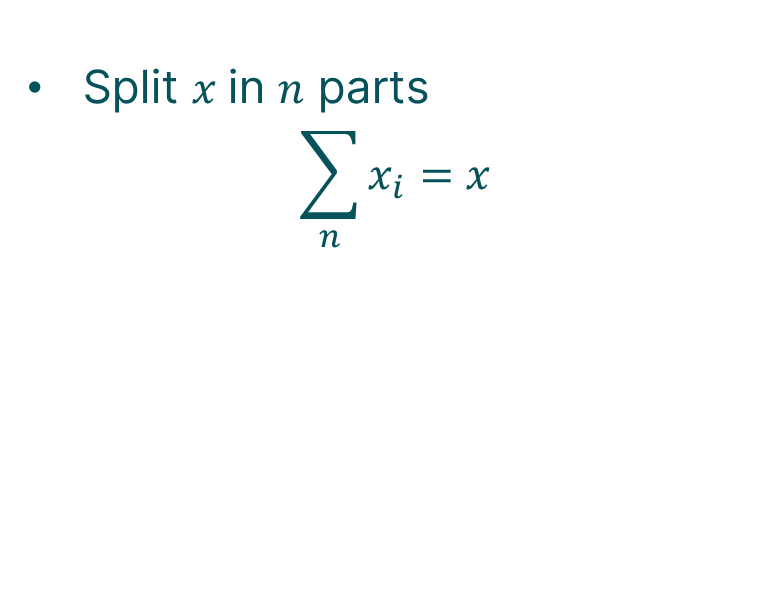 • Split 𝑥 in 𝑛 parts
∑ 𝑥ᵢ = 𝑥
𝑛